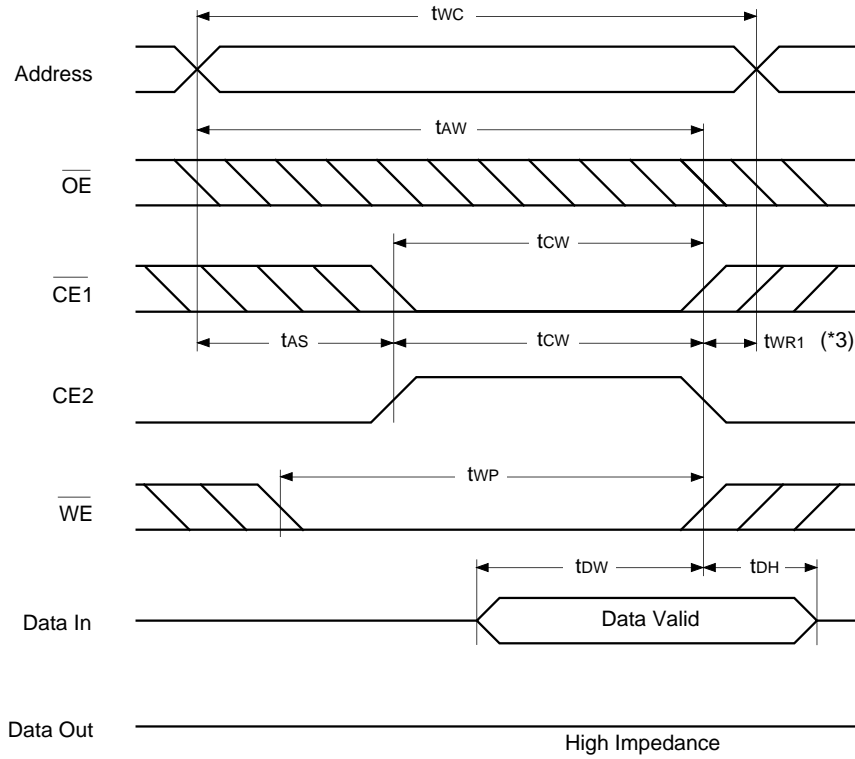 tWC
Address
tAW
OE
tCW
CE1
tAS
tCW
tWR1 (*3)
CE2
tWP
WE
tDW
tDH
Data In
Data Valid
Data Out
High Impedance